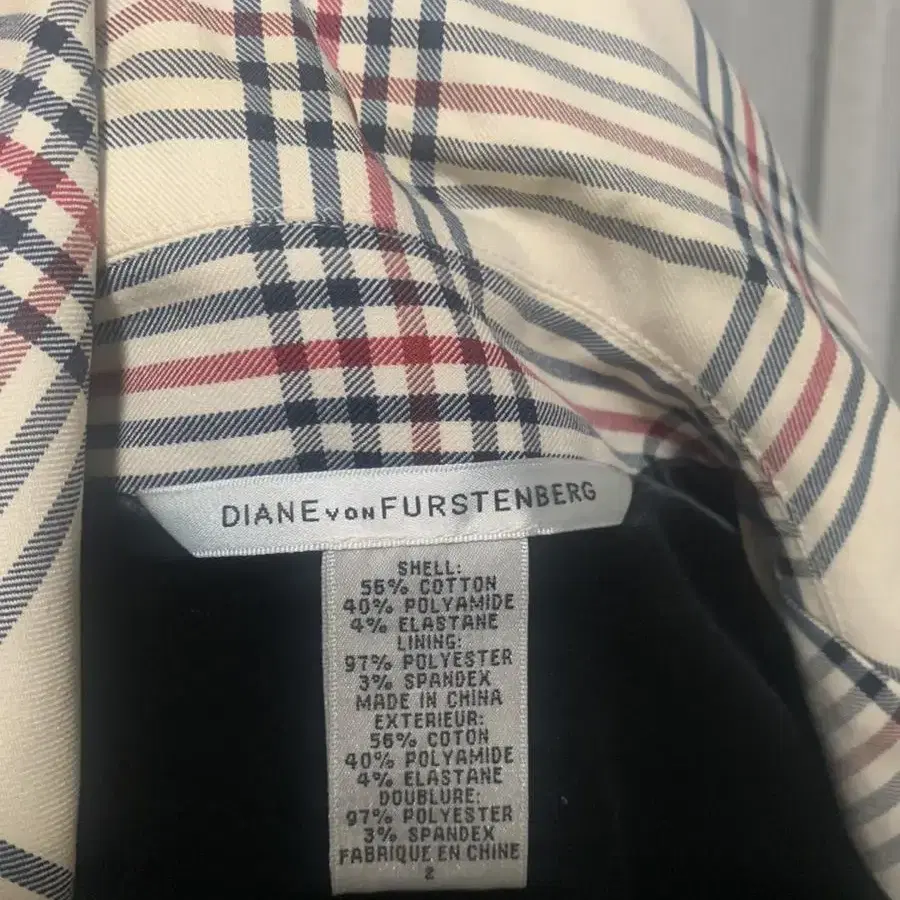 DIANE VON FURSTENBERG
SHELL:
56% COTTON
40% POLYAMIDE
4% ELASTANE
LINING:
97% POLYESTER
3% SPANDEX
MADE IN CHINA
EXTERIEUR:
56% COTON
40% POLYAMIDE
4% ELASTANE
DOUBLURE:
97% POLYESTER
3% SPANDEX
FABRIQUE EN CHINE
2